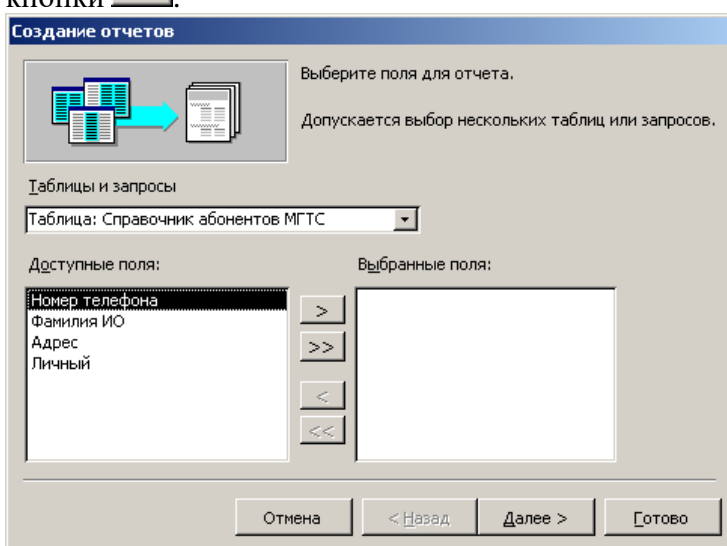 кнопки
Создание отчетов
Выберите поля для отчета.
Допускается выбор нескольких таблиц или запросов.
Таблицы и запросы
Таблица: Справочник абонентов МГТС
Доступные поля:
Выбранные поля:
Номер телефона
Фамилия ИО
Адрес
Личный
>
>>
<
<<
Отмена
< Назад
Далее >
Готово